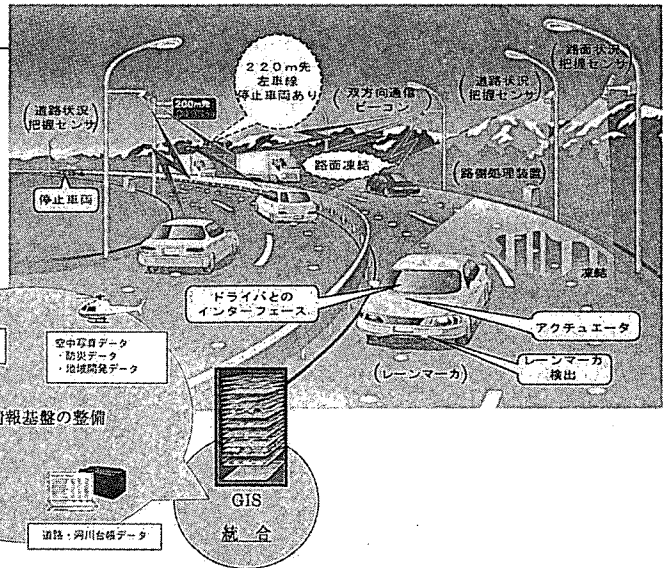 路面状況
把握センサ
道路状況
把握センサ
220m先
左車線
停止車両あり
双方向通信
ビーコン
道路状況
把握センサ
200m先
路面凍結
路側処理装置
停止車両
凍結
ドライバとの
インターフェース
アクチュエータ
レーンマーカ
検出
(レーンマーカ)
空中写真データ
・防災データ
・地域開発データ
報基盤の整備
GIS
統 合
道路・河川台帳データ